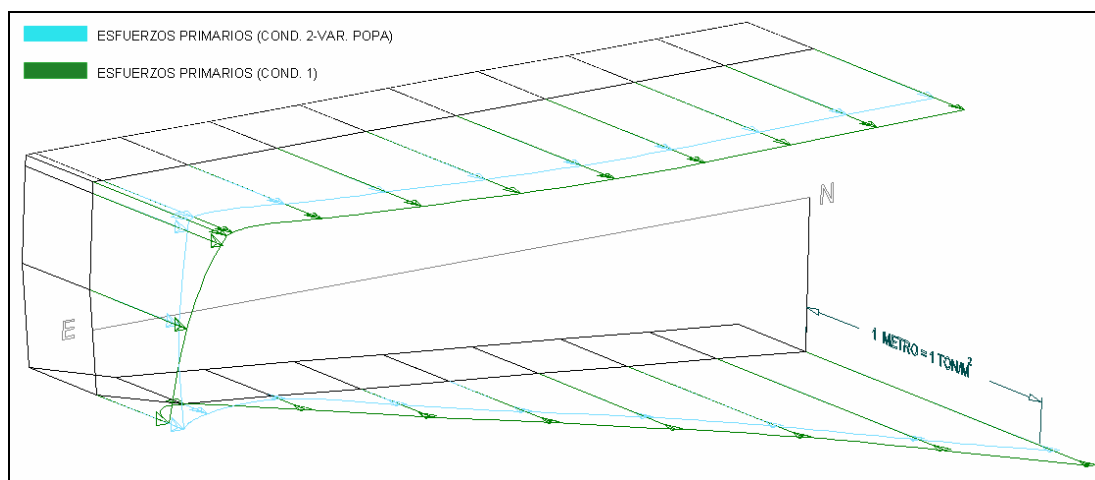 ESFUERZOS PRIMARIOS (COND. 2-VAR. POPA)
ESFUERZOS PRIMARIOS (COND. 1)
N
E
1 METRO = 1 TON/M²